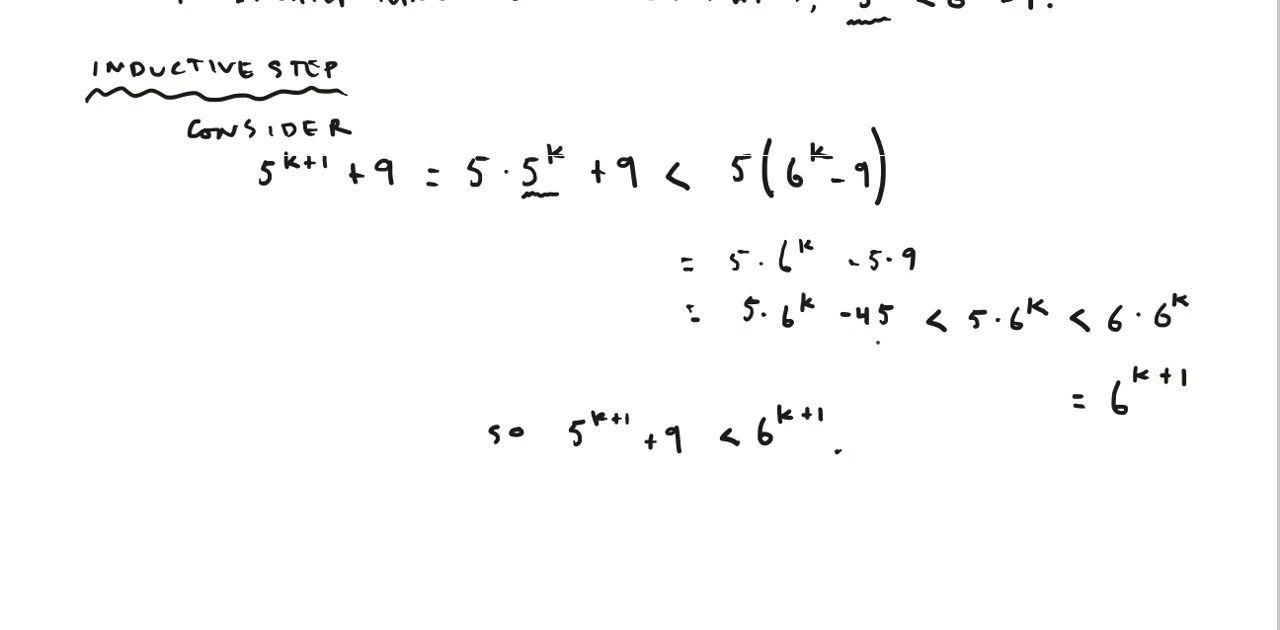 < 6
INDUCTIVE STEP
CONSIDER
5^{k+1} + 9 = 5 · 5^k + 9 < 5(6^k - 9)
= 5 · 6^k - 5 · 9
= 5 · 6^k - 45 < 5 · 6^k < 6 · 6^k
= 6^{k+1}
so 5^{k+1} + 9 < 6^{k+1}.